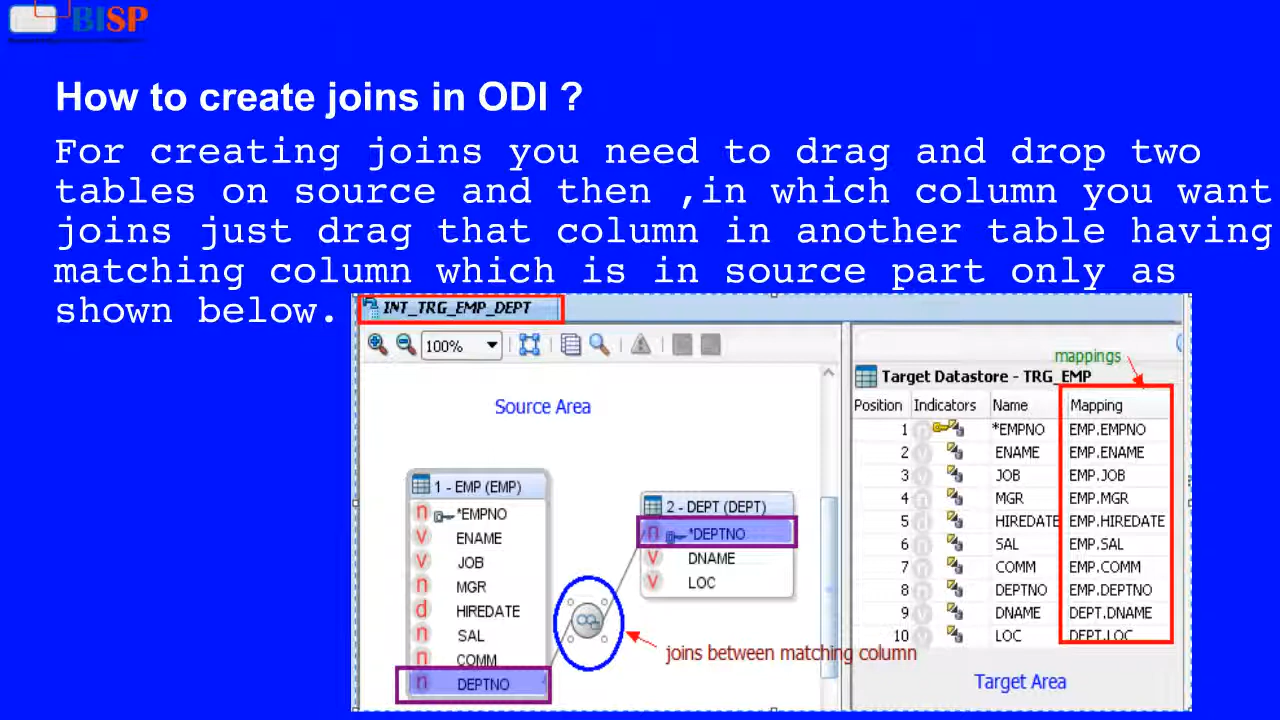 BISP
How to create joins in ODI ?
For creating joins you need to drag and drop two
tables on source and then ,in which column you want
joins just drag that column in another table having
matching column which is in source part only as
shown below.
INT_TRG_EMP_DEPT
100%
mappings
Source Area
Target Datastore - TRG_EMP
Position Indicators Name Mapping
1 *EMPNO EMP.EMPNO
2 ENAME EMP.ENAME
3 JOB EMP.JOB
4 MGR EMP.MGR
5 HIREDATE EMP.HIREDATE
6 SAL EMP.SAL
7 COMM EMP.COMM
8 DEPTNO EMP.DEPTNO
9 DNAME DEPT.DNAME
10 LOC DEPT.LOC
1 - EMP (EMP)
n *EMPNO
v ENAME
v JOB
n MGR
d HIREDATE
n SAL
n COMM
n DEPTNO
2 - DEPT (DEPT)
n *DEPTNO
v DNAME
v LOC
joins between matching column
Target Area